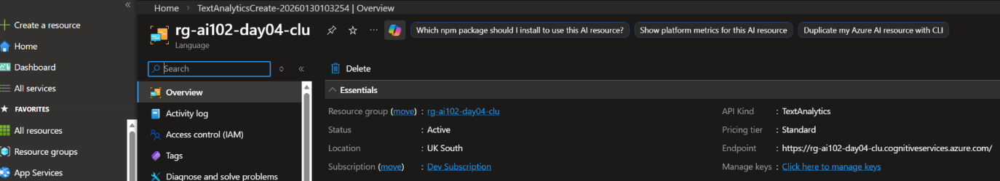 Home > TextAnalyticsCreate-20260130103254 | Overview
rg-ai102-day04-clu
Language
Which npm package should I install to use this AI resource?
Show platform metrics for this AI resource
Duplicate my Azure AI resource with CLI
Create a resource
Home
Dashboard
All services
FAVORITES
All resources
Resource groups
App Services
Search
Overview
Activity log
Access control (IAM)
Tags
Diagnose and solve problems
Delete
Essentials
Resource group (move) : rg-ai102-day04-clu
Status : Active
Location : UK South
Subscription (move) : Dev Subscription
API Kind : TextAnalytics
Pricing tier : Standard
Endpoint : https://rg-ai102-day04-clu.cognitiveservices.azure.com/
Manage keys : Click here to manage keys